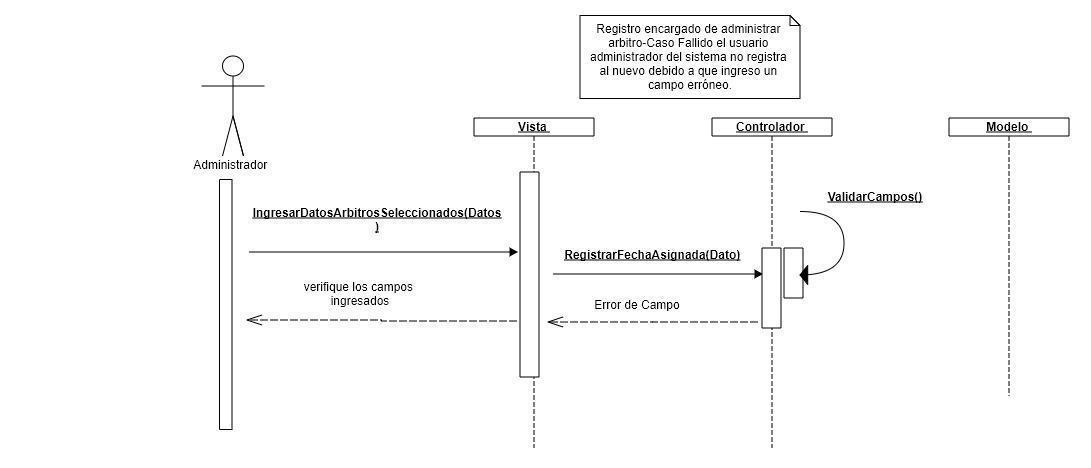 Registro encargado de administrar
arbitro-Caso Fallido el usuario
administrador del sistema no registra
al nuevo debido a que ingreso un
campo erróneo.
Vista
Controlador
Modelo
Administrador
ValidarCampos()
IngresarDatosArbitrosSeleccionados(Datos
)
RegistrarFechaAsignada(Dato)
verifique los campos
ingresados
Error de Campo